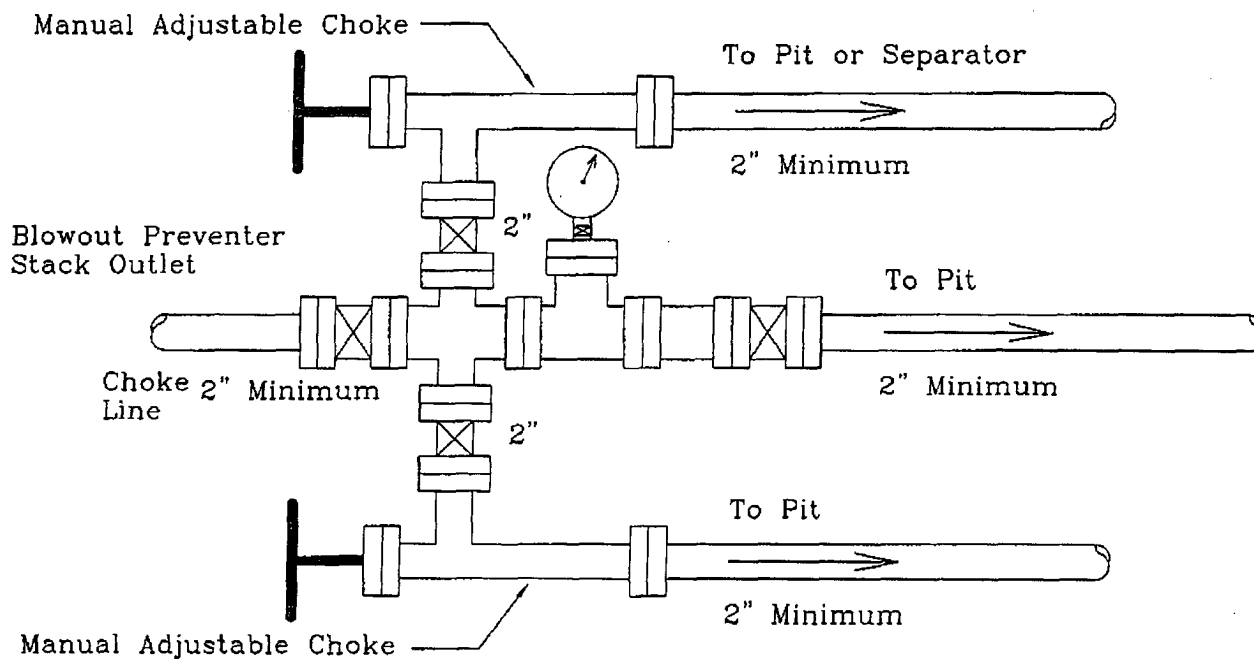 Manual Adjustable Choke
To Pit or Separator
2" Minimum
2"
Blowout Preventer
Stack Outlet
To Pit
Choke
Line
2" Minimum
2" Minimum
2"
To Pit
2" Minimum
Manual Adjustable Choke